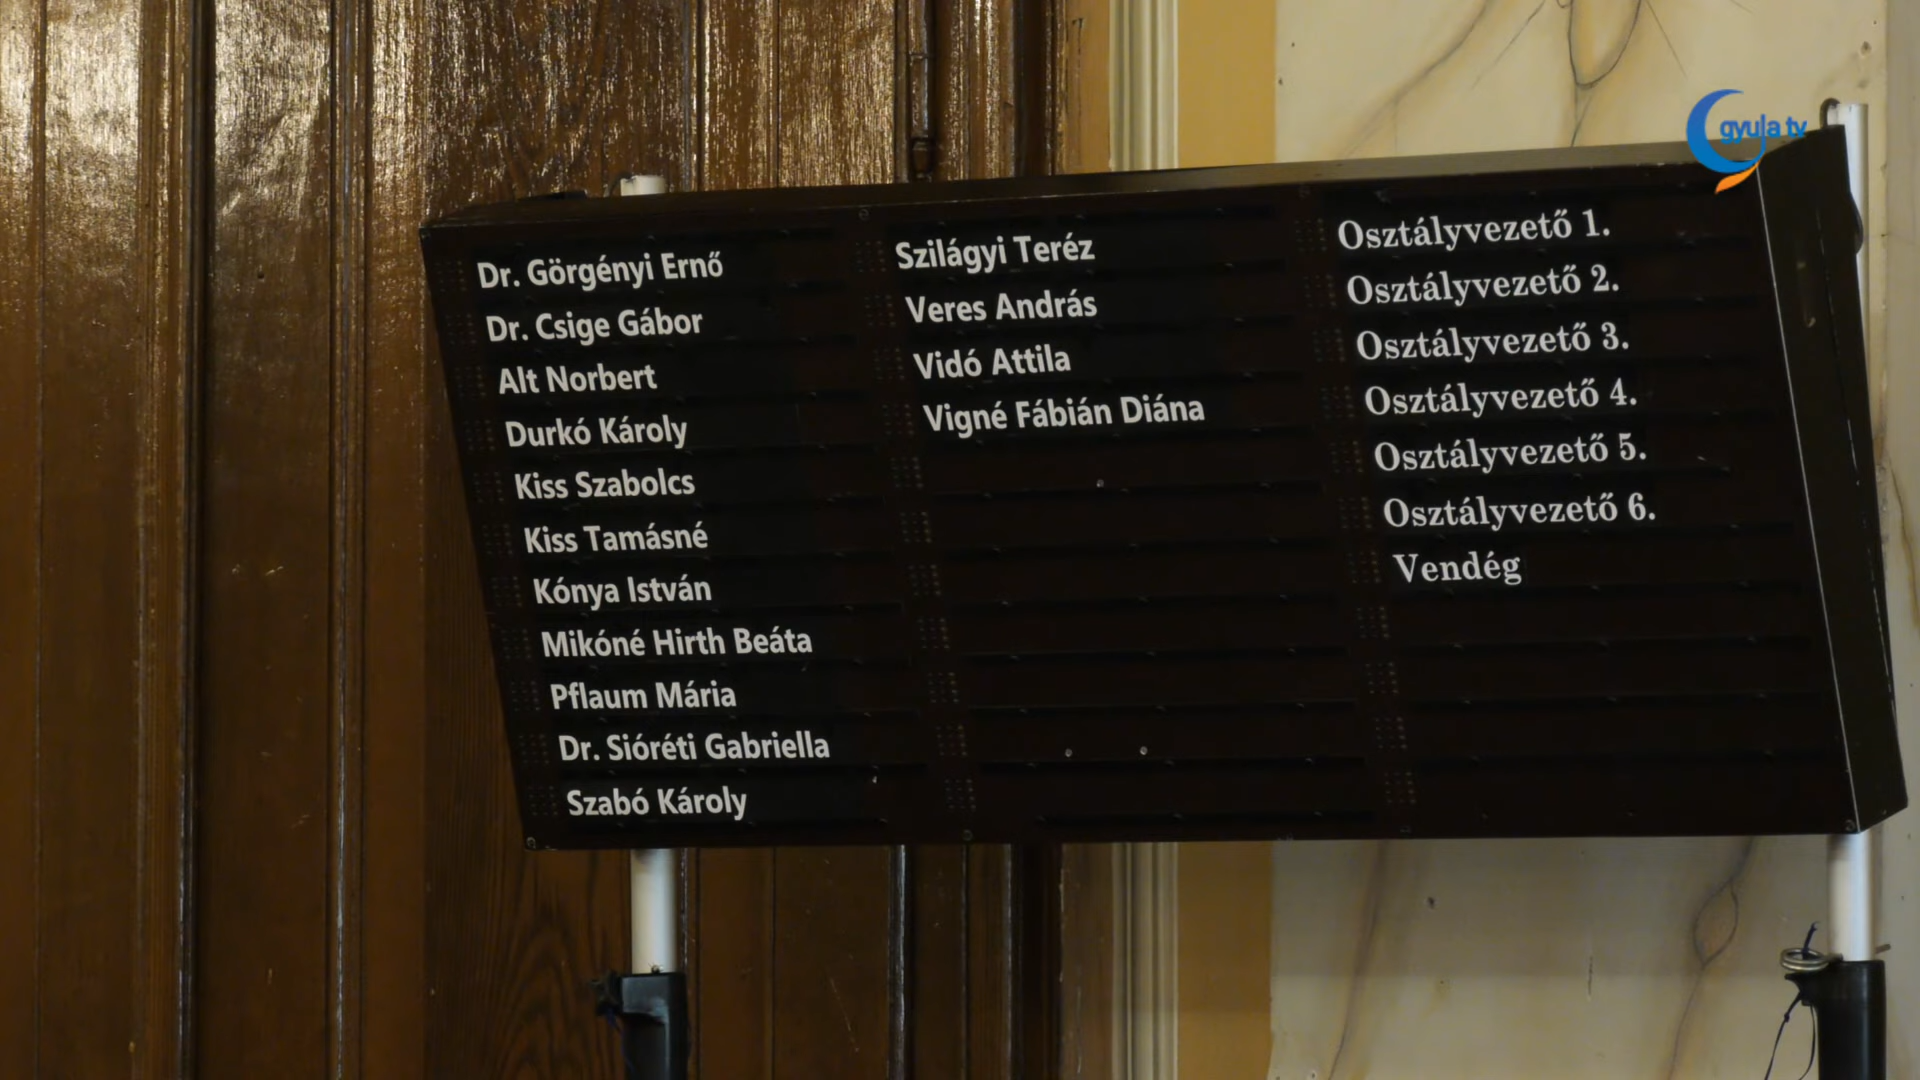 gyula tv
Dr. Görgényi Ernő
Dr. Csige Gábor
Alt Norbert
Durkó Károly
Kiss Szabolcs
Kiss Tamásné
Kónya István
Mikóné Hirth Beáta
Pflaum Mária
Dr. Sióréti Gabriella
Szabó Károly
Szilágyi Teréz
Veres András
Vidó Attila
Vigné Fábián Diána
Osztályvezető 1.
Osztályvezető 2.
Osztályvezető 3.
Osztályvezető 4.
Osztályvezető 5.
Osztályvezető 6.
Vendég